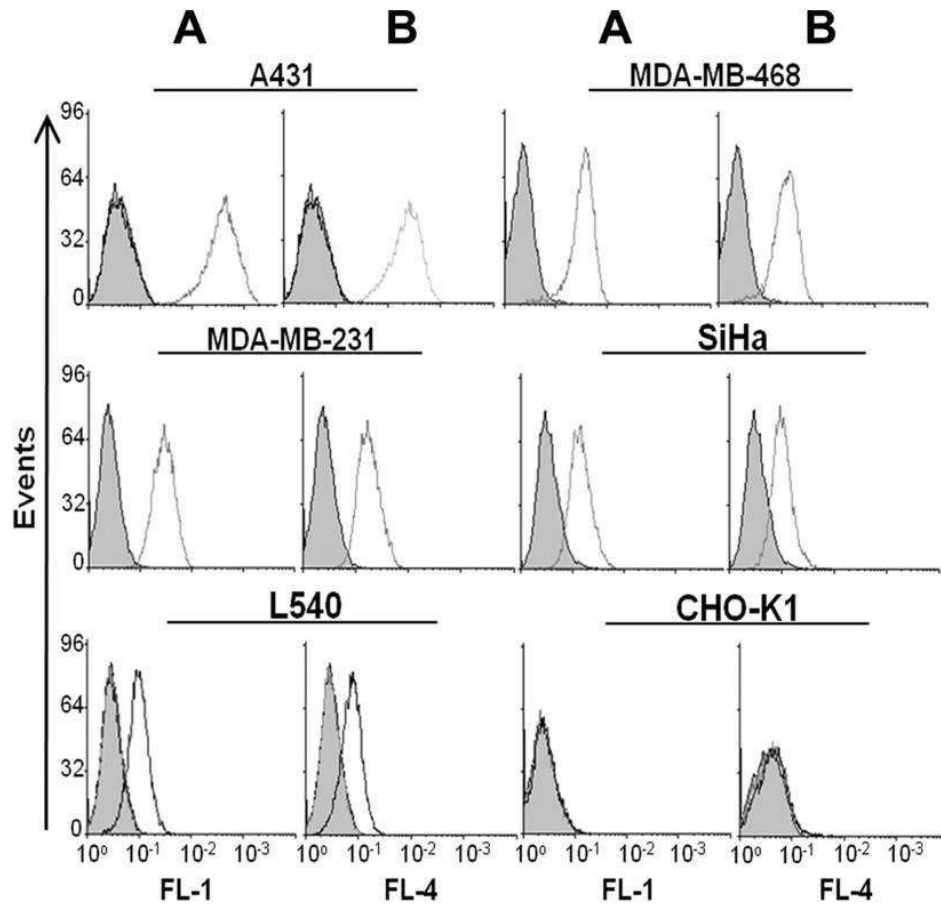 A B A B
A431 MDA-MB-468
96
64
32
0
MDA-MB-231 SiHa
96
64
32
0
L540 CHO-K1
96
64
32
0
Events
10⁰ 10⁻¹ 10⁻² 10⁻³ 10⁰ 10⁻¹ 10⁻² 10⁻³ 10⁰ 10⁻¹ 10⁻² 10⁻³ 10⁰ 10⁻¹ 10⁻² 10⁻³
FL-1 FL-4 FL-1 FL-4